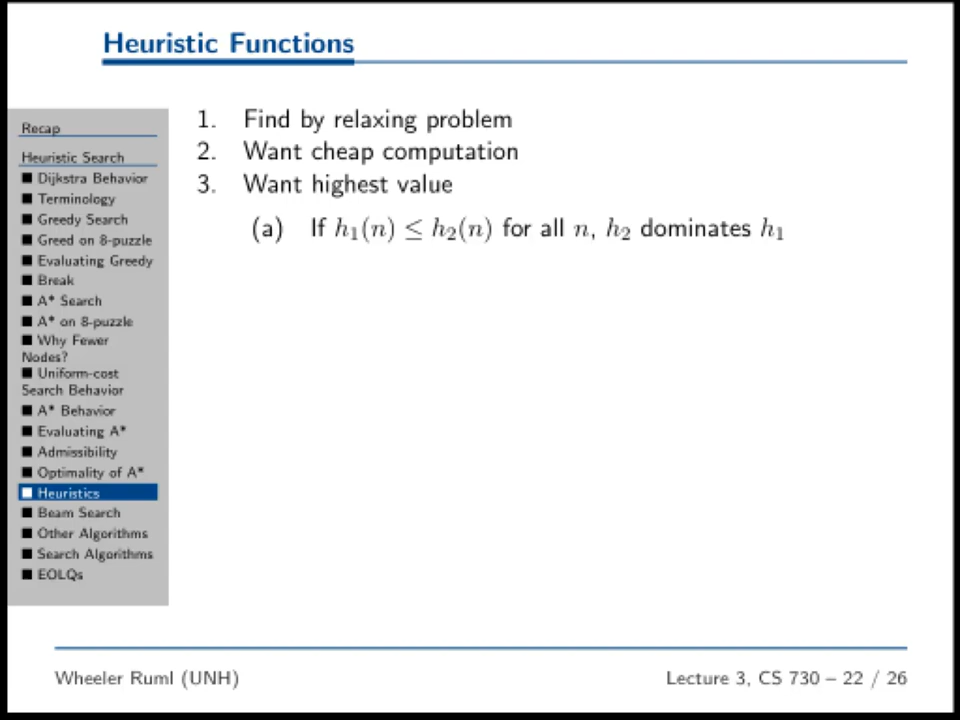 Heuristic Functions
Recap
Heuristic Search
■ Dijkstra Behavior
■ Terminology
■ Greedy Search
■ Greed on 8-puzzle
■ Evaluating Greedy
■ Break
■ A* Search
■ A* on 8-puzzle
■ Why Fewer
Nodes?
■ Uniform-cost
Search Behavior
■ A* Behavior
■ Evaluating A*
■ Admissibility
■ Optimality of A*
■ Heuristics
■ Beam Search
■ Other Algorithms
■ Search Algorithms
■ EOLQs
1. Find by relaxing problem
2. Want cheap computation
3. Want highest value
(a) If h₁(n) ≤ h₂(n) for all n, h₂ dominates h₁
Wheeler Ruml (UNH)
Lecture 3, CS 730 – 22 / 26